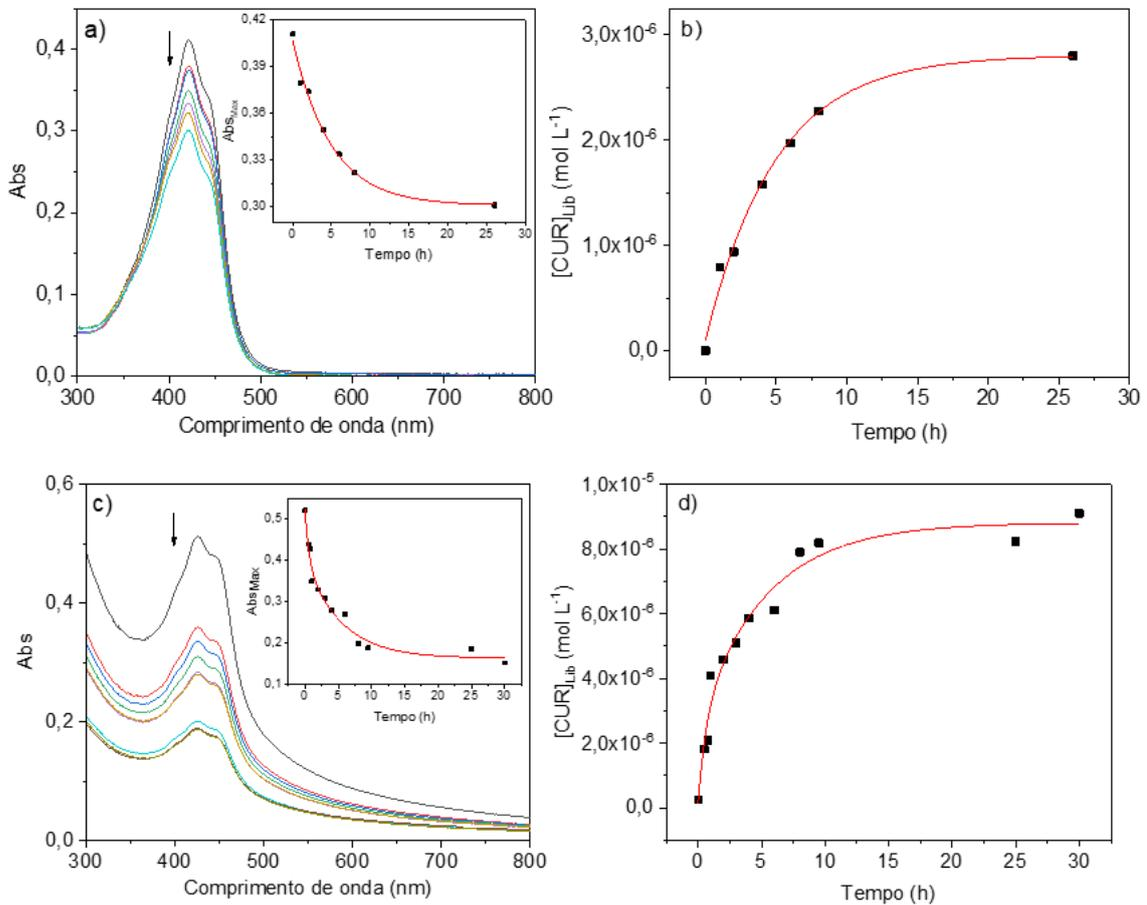 a)
Abs
0,4
0,3
0,2
0,1
0,0
300 400 500 600 700 800
Comprimento de onda (nm)
Abs_Max
0,42
0,39
0,36
0,33
0,30
0 5 10 15 20 25 30
Tempo (h)
b)
[CUR]_Lib (mol L^-1)
3,0x10^-6
2,0x10^-6
1,0x10^-6
0,0
0 5 10 15 20 25 30
Tempo (h)
c)
Abs
0,6
0,4
0,2
0,0
300 400 500 600 700 800
Comprimento de onda (nm)
Abs_Max
0,5
0,4
0,3
0,2
0,1
0 5 10 15 20 25 30
Tempo (h)
d)
[CUR]_Lib (mol L^-1)
1,0x10^-5
8,0x10^-6
6,0x10^-6
4,0x10^-6
2,0x10^-6
0,0
0 5 10 15 20 25 30
Tempo (h)